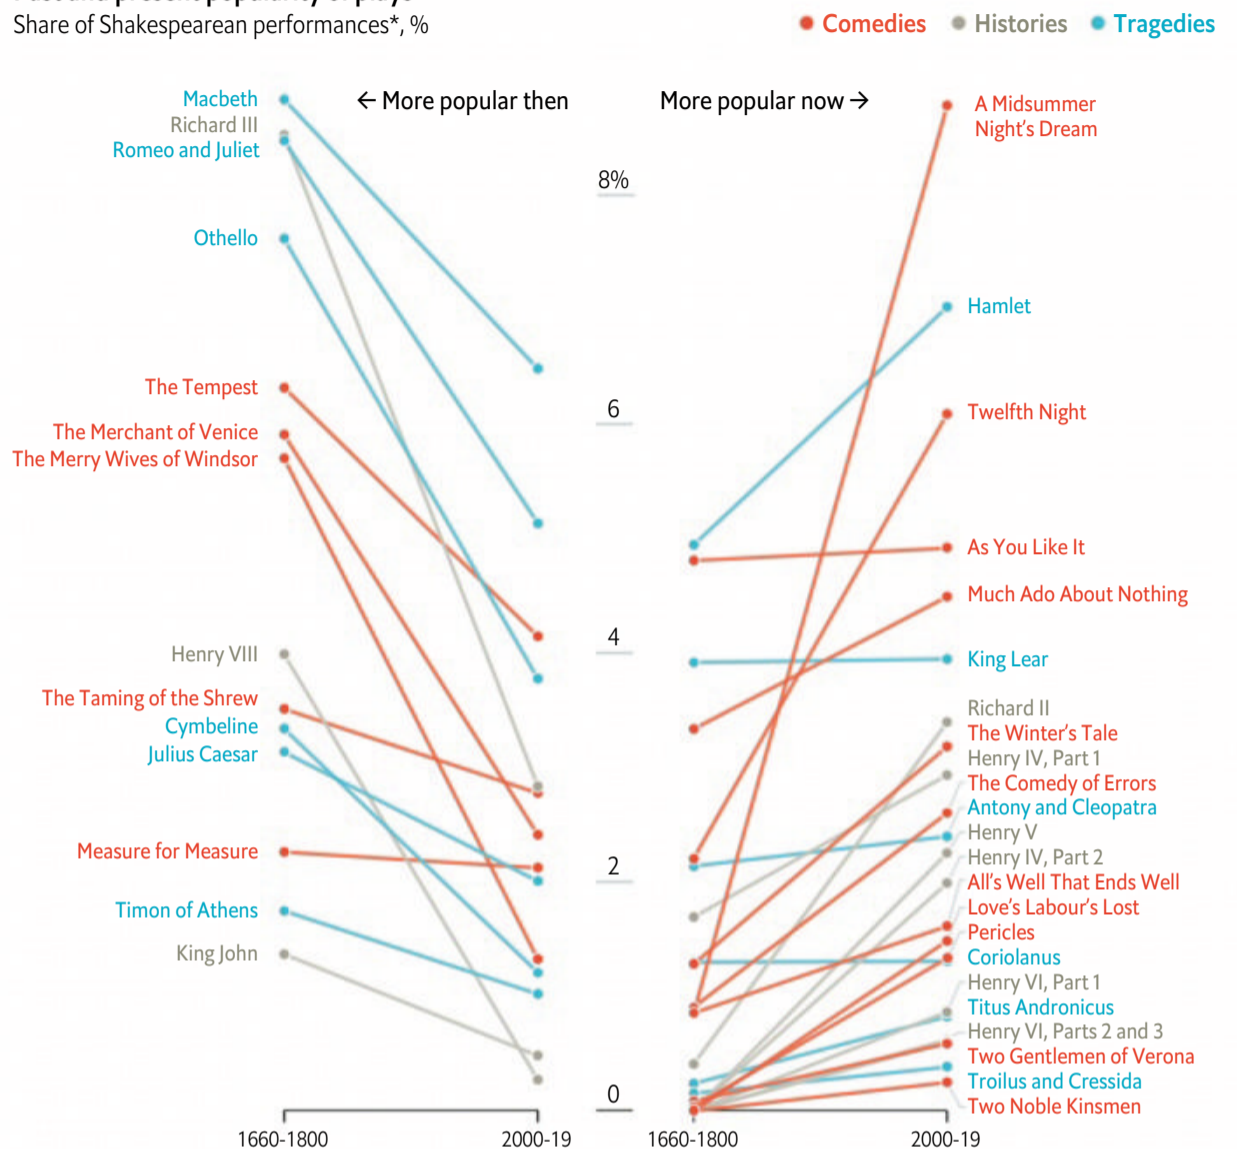 Past and present popularity of plays
Share of Shakespearean performances*, %
Comedies Histories Tragedies
← More popular then
More popular now →
Macbeth
Richard III
Romeo and Juliet
Othello
The Tempest
The Merchant of Venice
The Merry Wives of Windsor
Henry VIII
The Taming of the Shrew
Cymbeline
Julius Caesar
Measure for Measure
Timon of Athens
King John
8%
6
4
2
0
A Midsummer
Night's Dream
Hamlet
Twelfth Night
As You Like It
Much Ado About Nothing
King Lear
Richard II
The Winter's Tale
Henry IV, Part 1
The Comedy of Errors
Antony and Cleopatra
Henry V
Henry IV, Part 2
All's Well That Ends Well
Love's Labour's Lost
Pericles
Coriolanus
Henry VI, Part 1
Titus Andronicus
Henry VI, Parts 2 and 3
Two Gentlemen of Verona
Troilus and Cressida
Two Noble Kinsmen
1660-1800 2000-19 1660-1800 2000-19